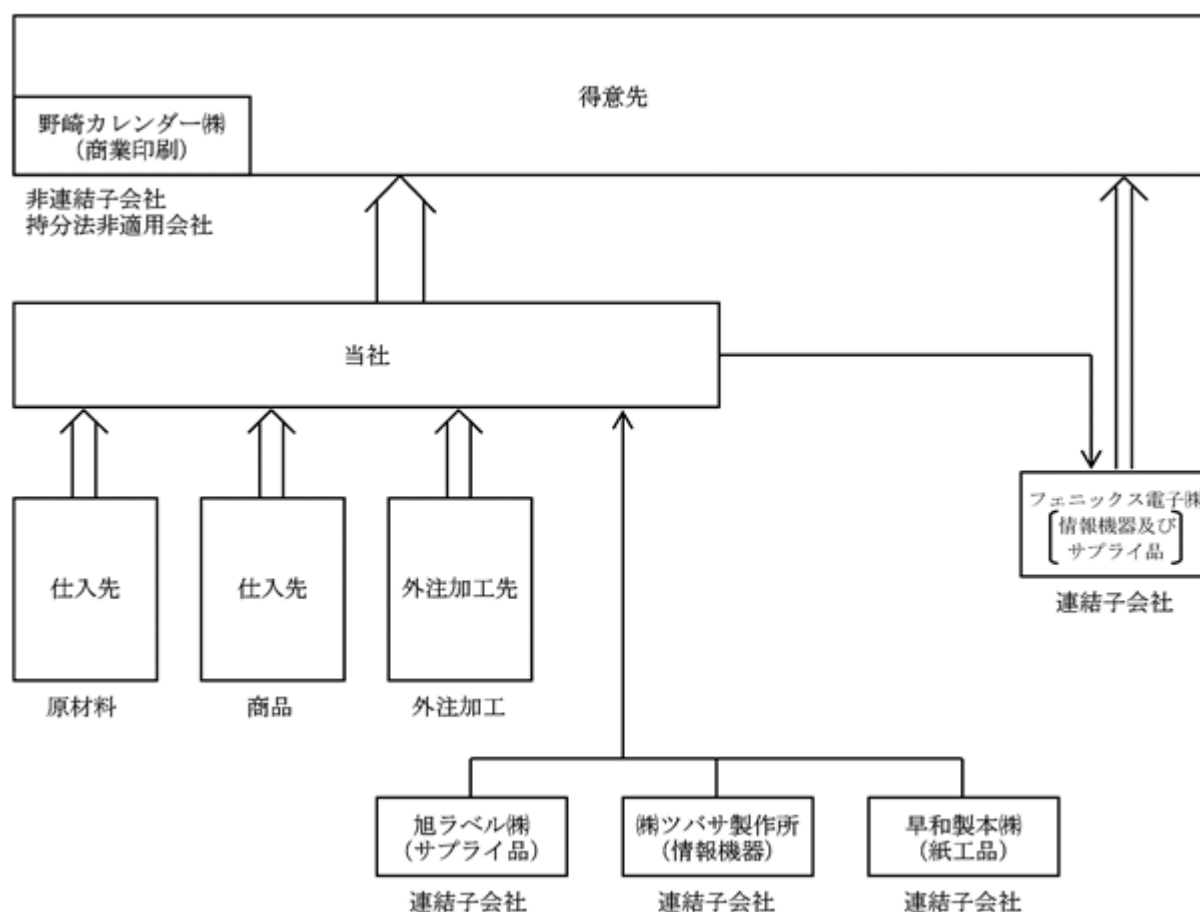 得意先
野崎カレンダー㈱
(商業印刷)
非連結子会社
持分法非適用会社
当社
フェニックス電子㈱
情報機器及び
サプライ品
連結子会社
仕入先
仕入先
外注加工先
原材料
商品
外注加工
旭ラベル㈱
(サプライ品)
㈱ツバサ製作所
(情報機器)
早和製本㈱
(紙工品)
連結子会社
連結子会社
連結子会社